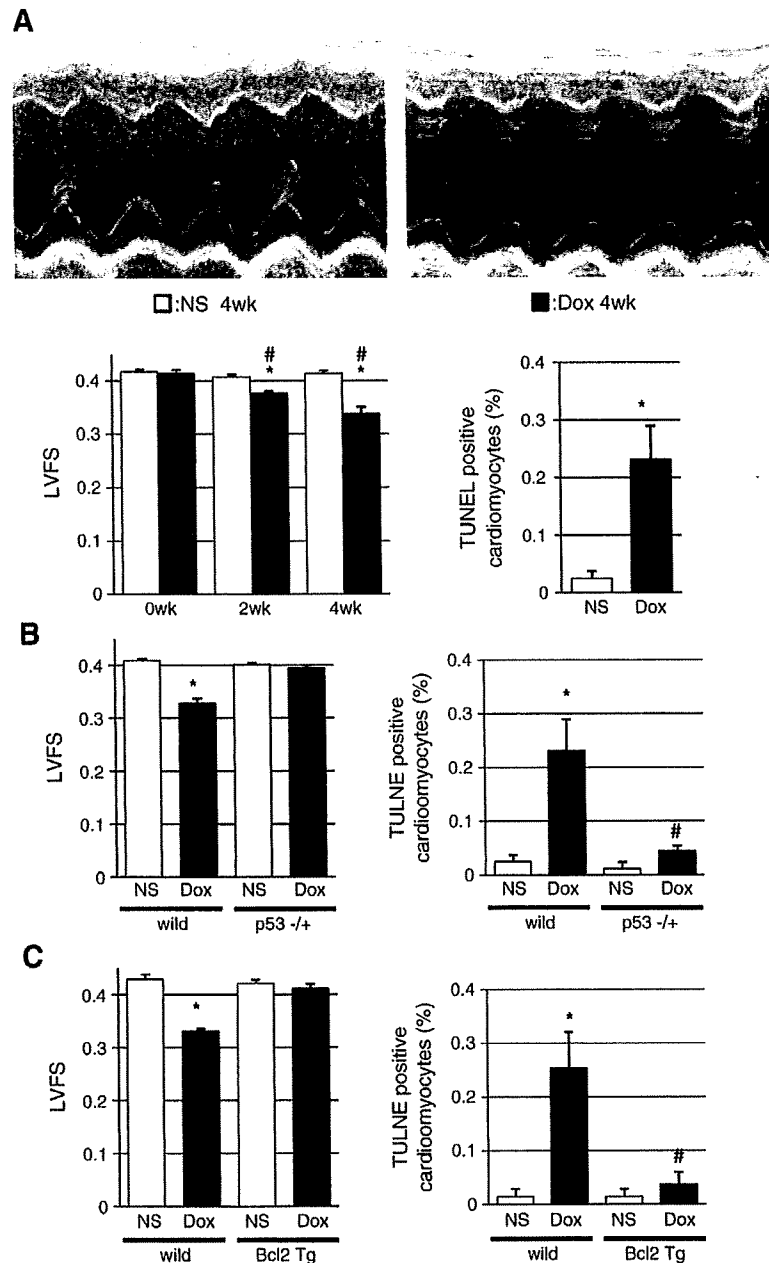 A
□:NS 4wk
■:Dox 4wk
LVFS
0.4
0.3
0.2
0.1
0
#
*
#
*
0wk
2wk
4wk
TUNEL positive
cardiomyocytes (%)
0.4
0.3
0.2
0.1
0
*
NS
Dox
B
LVFS
0.4
0.3
0.2
0.1
0
*
NS
Dox
NS
Dox
wild
p53 -/+
TULNE positive
cardioomyocytes (%)
0.4
0.3
0.2
0.1
0
*
#
NS
Dox
NS
Dox
wild
p53 -/+
C
LVFS
0.4
0.3
0.2
0.1
0
*
NS
Dox
NS
Dox
wild
Bcl2 Tg
TULNE positive
cardioomyocytes (%)
0.4
0.3
0.2
0.1
0
*
#
NS
Dox
NS
Dox
wild
Bcl2 Tg